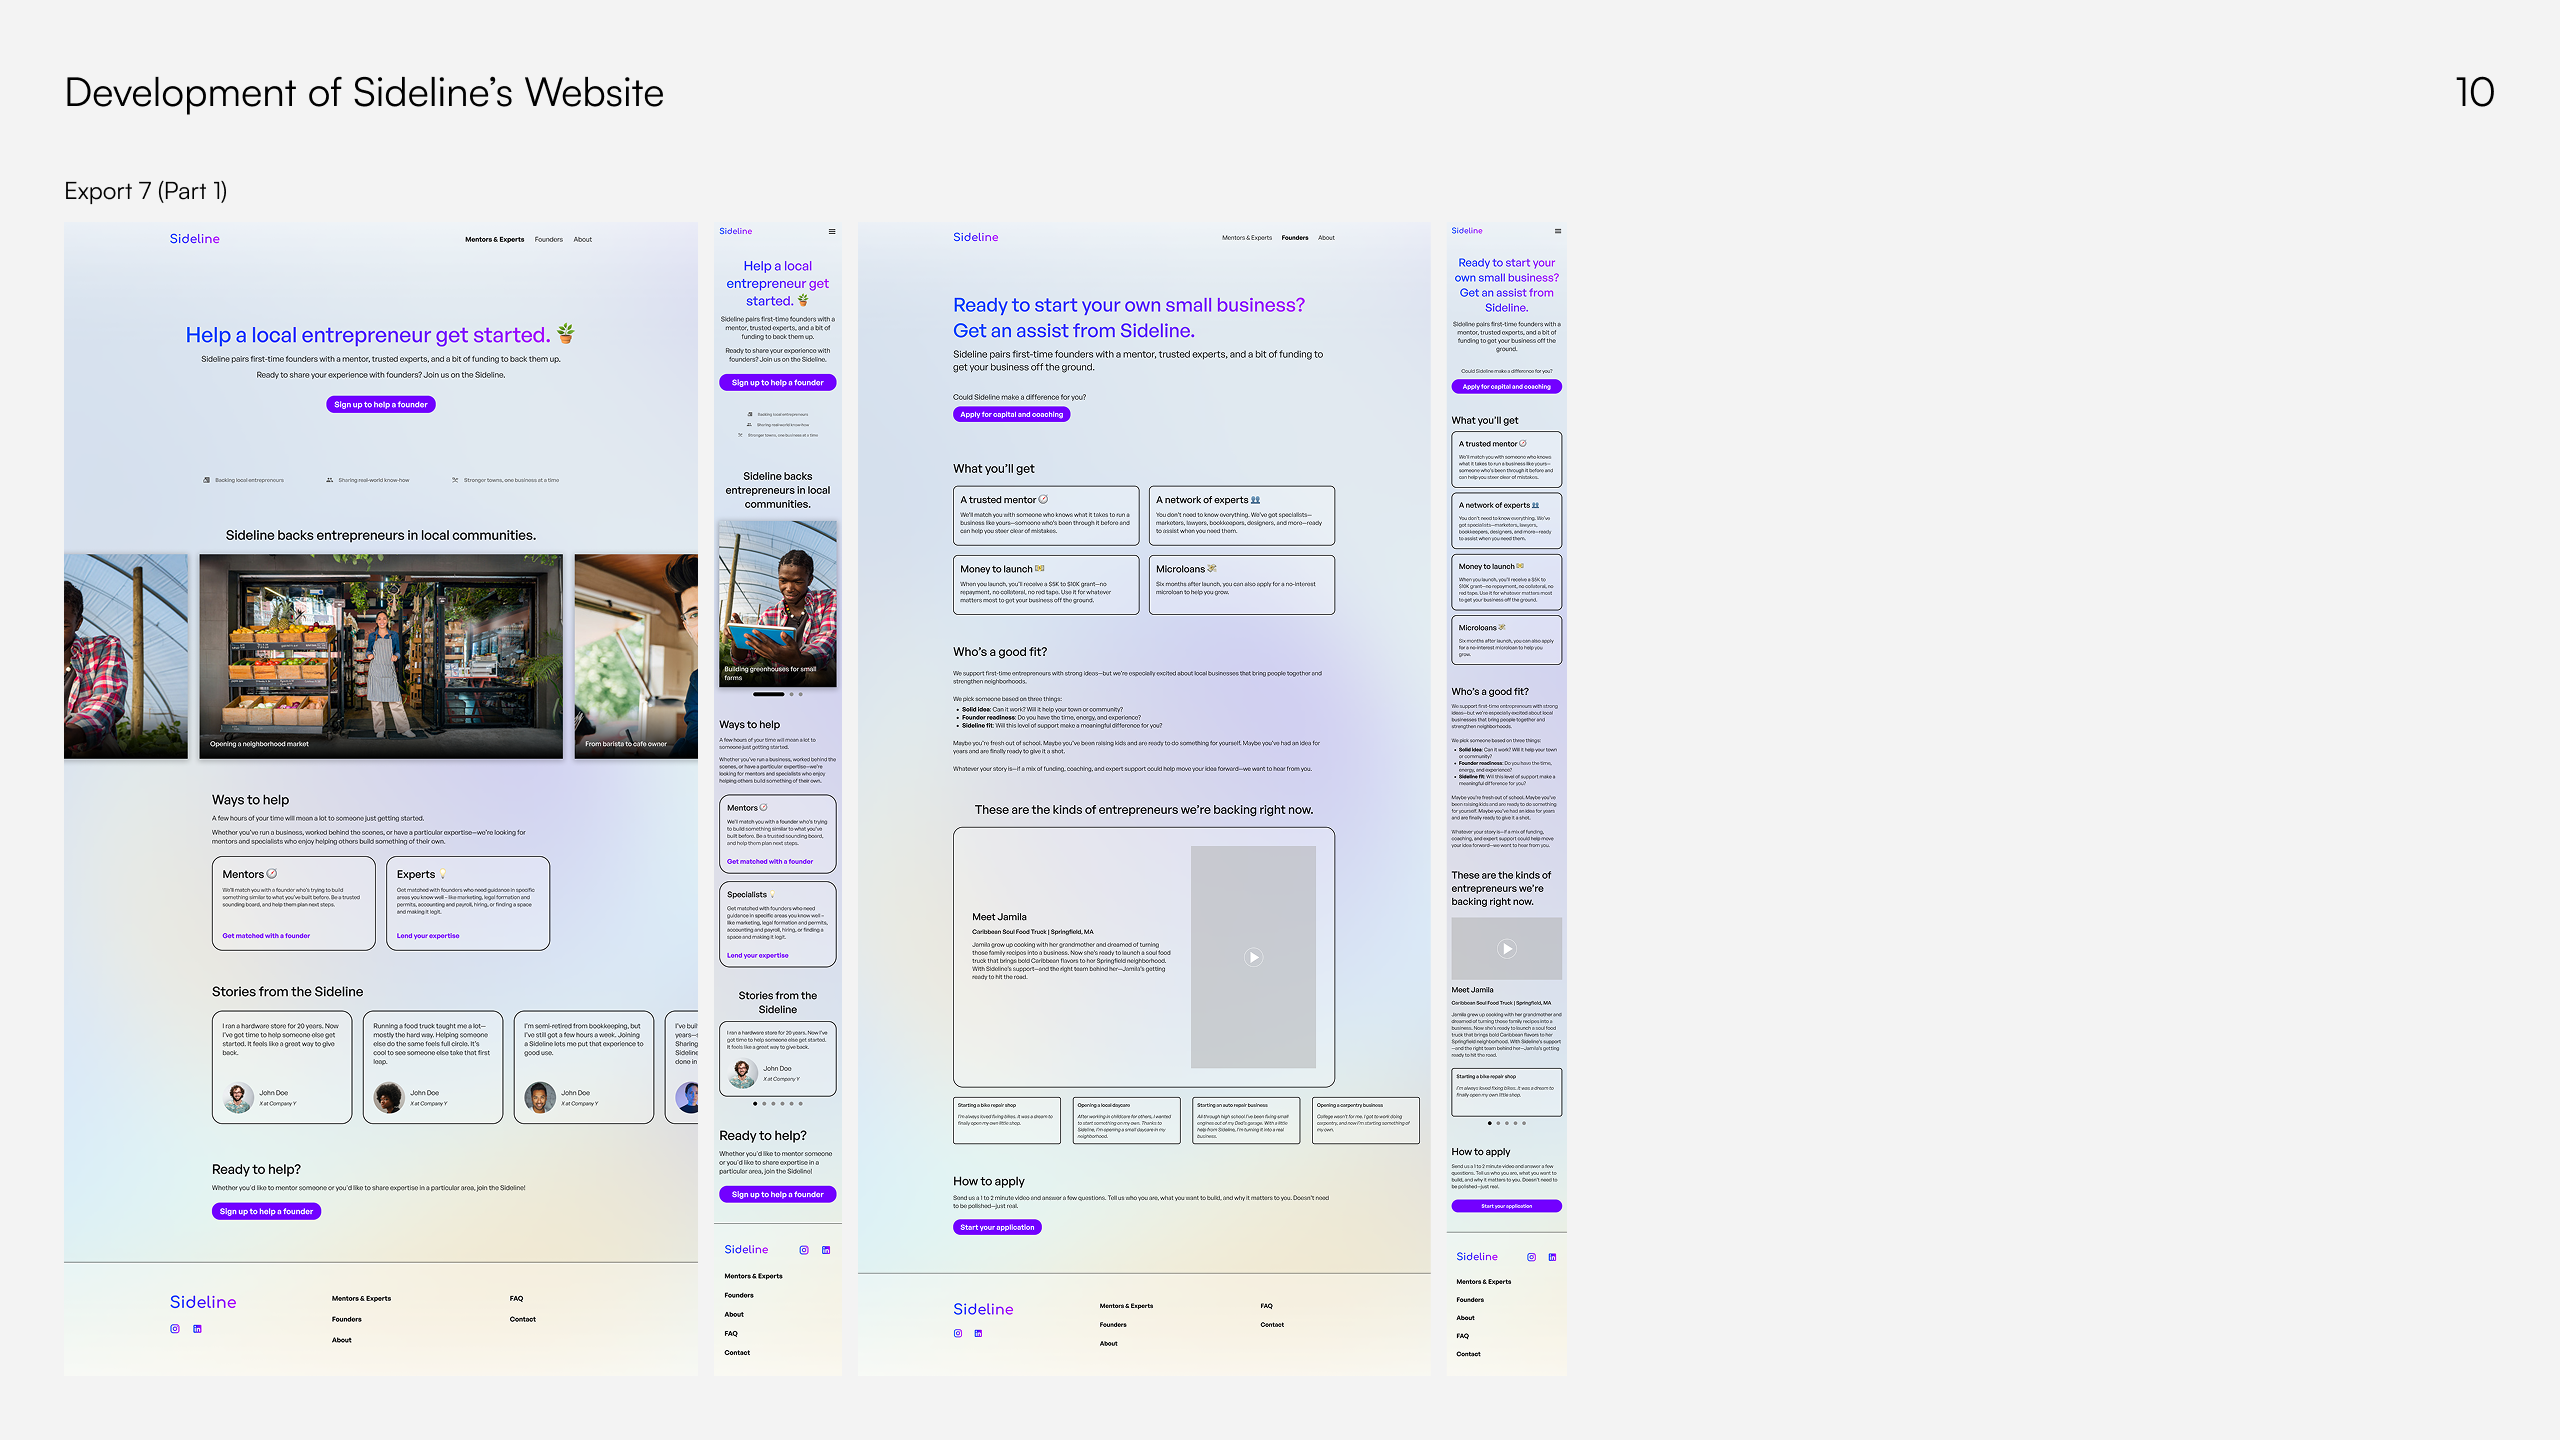 Development of Sideline’s Website
10
Export 7 (Part 1)
Sideline
Mentors & Experts
Founders
About
Help a local entrepreneur get started. 🪴
Sideline pairs first-time founders with a mentor, trusted experts, and a bit of funding to back them up.
Ready to share your experience with founders? Join us on the Sideline.
Sign up to help a founder
Backing local entrepreneurs
Sharing real-world know-how
Stronger towns, one business at a time
Sideline backs entrepreneurs in local communities.
Opening a neighborhood market
From barista to cafe owner
Ways to help
A few hours of your time will mean a lot to someone just getting started.
Whether you’ve run a business, worked behind the scenes, or have a particular expertise—we’re looking for
mentors and specialists who enjoy helping others build something of their own.
Mentors 🧭
We’ll match you with a founder who’s trying to build
something similar to what you’ve built before. Be a trusted
sounding board, and help them plan next steps.
Get matched with a founder
Experts 💡
Get matched with founders who need guidance in specific
areas you know well – like marketing, legal formation and
permits, accounting and payroll, hiring, or finding a space
and making it legit.
Lend your expertise
Stories from the Sideline
I ran a hardware store for 20 years. Now
I’ve got time to help someone else get
started. It feels like a great way to give
back.
John Doe
X at Company Y
Running a food truck taught me a lot—
mostly the hard way. Helping someone
else do the same feels full circle. It’s
cool to see someone else take that first
leap.
John Doe
X at Company Y
I’m semi-retired from bookkeeping, but
I’ve still got a few hours a week. Joining
a Sideline lets me put that experience to
good use.
John Doe
X at Company Y
I’ve buil
years—s
Sharing
Sideline
done in
Ready to help?
Whether you’d like to mentor someone or you’d like to share expertise in a particular area, join the Sideline!
Sign up to help a founder
Sideline
Mentors & Experts
Founders
About
FAQ
Contact
Sideline
Help a local
entrepreneur get
started. 🪴
Sideline pairs first-time founders with a
mentor, trusted experts, and a bit of
funding to back them up.
Ready to share your experience with
founders? Join us on the Sideline.
Sign up to help a founder
Backing local entrepreneurs
Sharing real-world know-how
Stronger towns, one business at a time
Sideline backs
entrepreneurs in local
communities.
Building greenhouses for small
farms
Ways to help
A few hours of your time will mean a lot to
someone just getting started.
Whether you’ve run a business, worked behind the
scenes, or have a particular expertise—we’re
looking for mentors and specialists who enjoy
helping others build something of their own.
Mentors 🧭
We’ll match you with a founder who’s trying
to build something similar to what you’ve
built before. Be a trusted sounding board,
and help them plan next steps.
Get matched with a founder
Specialists 💡
Get matched with founders who need
guidance in specific areas you know well –
like marketing, legal formation and permits,
accounting and payroll, hiring, or finding a
space and making it legit.
Lend your expertise
Stories from the
Sideline
I ran a hardware store for 20 years. Now I’ve
got time to help someone else get started.
It feels like a great way to give back.
John Doe
X at Company Y
Ready to help?
Whether you’d like to mentor someone
or you’d like to share expertise in a
particular area, join the Sideline!
Sign up to help a founder
Sideline
Mentors & Experts
Founders
About
FAQ
Contact
Sideline
Mentors & Experts
Founders
About
Ready to start your own small business?
Get an assist from Sideline.
Sideline pairs first-time founders with a mentor, trusted experts, and a bit of funding to
get your business off the ground.
Could Sideline make a difference for you?
Apply for capital and coaching
What you’ll get
A trusted mentor 🧭
We’ll match you with someone who knows what it takes to run a
business like yours—someone who’s been through it before and
can help you steer clear of mistakes.
A network of experts 👥
You don’t need to know everything. We’ve got specialists—
marketers, lawyers, bookkeepers, designers, and more—ready
to assist when you need them.
Money to launch 💵
When you launch, you’ll receive a $5K to $10K grant—no
repayment, no collateral, no red tape. Use it for whatever
matters most to get your business off the ground.
Microloans 💸
Six months after launch, you can also apply for a no-interest
microloan to help you grow.
Who’s a good fit?
We support first-time entrepreneurs with strong ideas—but we’re especially excited about local businesses that bring people together and
strengthen neighborhoods.
We pick someone based on three things:
• Solid idea: Can it work? Will it help your town or community?
• Founder readiness: Do you have the time, energy, and experience?
• Sideline fit: Will this level of support make a meaningful difference for you?
Maybe you’re fresh out of school. Maybe you’ve been raising kids and are ready to do something for yourself. Maybe you’ve had an idea for
years and are finally ready to give it a shot.
Whatever your story is—if a mix of funding, coaching, and expert support could help move your idea forward—we want to hear from you.
These are the kinds of entrepreneurs we’re backing right now.
Meet Jamila
Caribbean Soul Food Truck | Springfield, MA
Jamila grew up cooking with her grandmother and dreamed of turning
those family recipes into a business. Now she’s ready to launch a soul food
truck that brings bold Caribbean flavors to her Springfield neighborhood.
With Sideline’s support—and the right team behind her—Jamila’s getting
ready to hit the road.
Starting a bike repair shop
I’m always loved fixing bikes. It was a dream to
finally open my own little shop.
Opening a local daycare
After working in childcare for others, I wanted
to start something on my own. Thanks to
Sideline, I’m opening a small daycare in my
neighborhood.
Starting an auto repair business
All through high school I’ve been fixing small
engines out of my Dad’s garage. With a little
help from Sideline, I’m turning it into a real
business.
Opening a carpentry business
College wasn’t for me. I got to work doing
carpentry, and now I’m starting something of
my own.
How to apply
Send us a 1 to 2 minute video and answer a few questions. Tell us who you are, what you want to build, and why it matters to you. Doesn’t need
to be polished—just real.
Start your application
Sideline
Mentors & Experts
Founders
About
FAQ
Contact
Sideline
Ready to start your
own small business?
Get an assist from
Sideline.
Sideline pairs first-time founders with a
mentor, trusted experts, and a bit of
funding to get your business off the
ground.
Could Sideline make a difference for you?
Apply for capital and coaching
What you’ll get
A trusted mentor 🧭
We’ll match you with someone who knows
what it takes to run a business like yours—
someone who’s been through it before and
can help you steer clear of mistakes.
A network of experts 👥
You don’t need to know everything. We’ve
got specialists—marketers, lawyers,
bookkeepers, designers, and more—ready
to assist when you need them.
Money to launch 💵
When you launch, you’ll receive a $5K to
$10K grant—no repayment, no collateral, no
red tape. Use it for whatever matters most
to get your business off the ground.
Microloans 💸
Six months after launch, you can also apply
for a no-interest microloan to help you
grow.
Who’s a good fit?
We support first-time entrepreneurs with strong
ideas—but we’re especially excited about local
businesses that bring people together and
strengthen neighborhoods.
We pick someone based on three things:
• Solid idea: Can it work? Will it help your town
or community?
• Founder readiness: Do you have the time,
energy, and experience?
• Sideline fit: Will this level of support make a
meaningful difference for you?
Maybe you’re fresh out of school. Maybe you’ve
been raising kids and are ready to do something
for yourself. Maybe you’ve had an idea for years
and are finally ready to give it a shot.
Whatever your story is—if a mix of funding,
coaching, and expert support could help move
your idea forward—we want to hear from you.
These are the kinds of
entrepreneurs we’re
backing right now.
Meet Jamila
Caribbean Soul Food Truck | Springfield, MA
Jamila grew up cooking with her grandmother and
dreamed of turning those family recipes into a
business. Now she’s ready to launch a soul food
truck that brings bold Caribbean flavors to her
Springfield neighborhood. With Sideline’s support
—and the right team behind her—Jamila’s getting
ready to hit the road.
Starting a bike repair shop
I’m always loved fixing bikes. It was a dream to
finally open my own little shop.
How to apply
Send us a 1 to 2 minute video and answer a few
questions. Tell us who you are, what you want to
build, and why it matters to you. Doesn’t need to
be polished—just real.
Start your application
Sideline
Mentors & Experts
Founders
About
FAQ
Contact